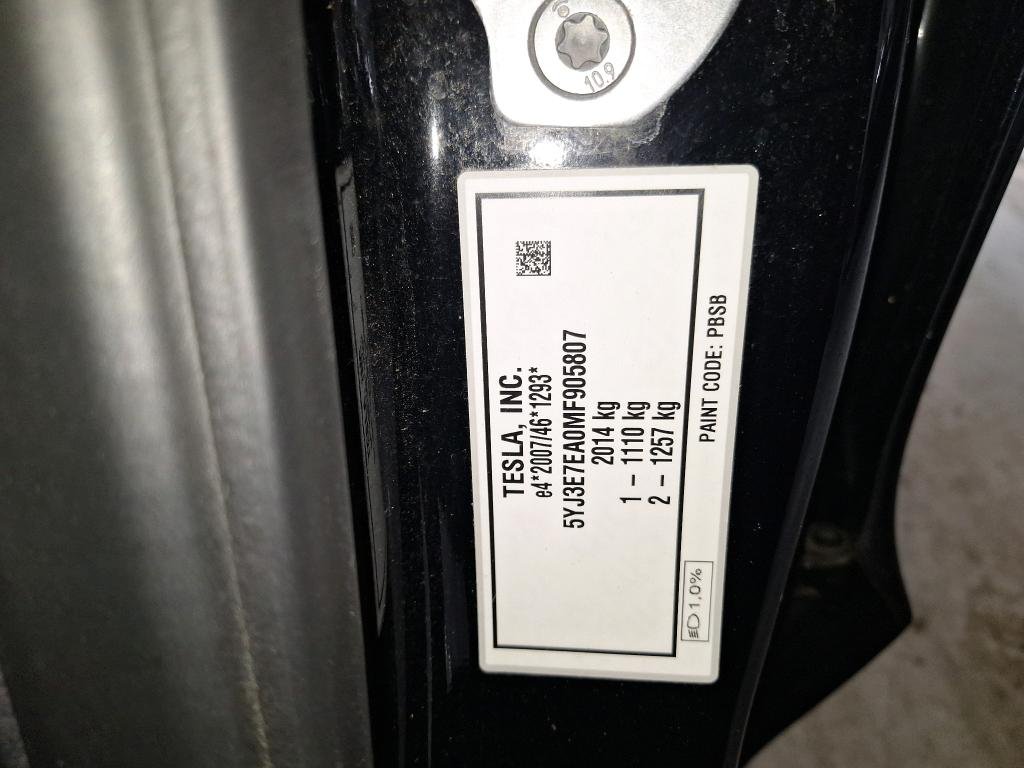 10.9
TESLA, INC.
e4*2007/46*1293*
5YJ3E7EA0MF905807
2014 kg
1 – 1110 kg
2 – 1257 kg
1.0%
PAINT CODE: PBSB